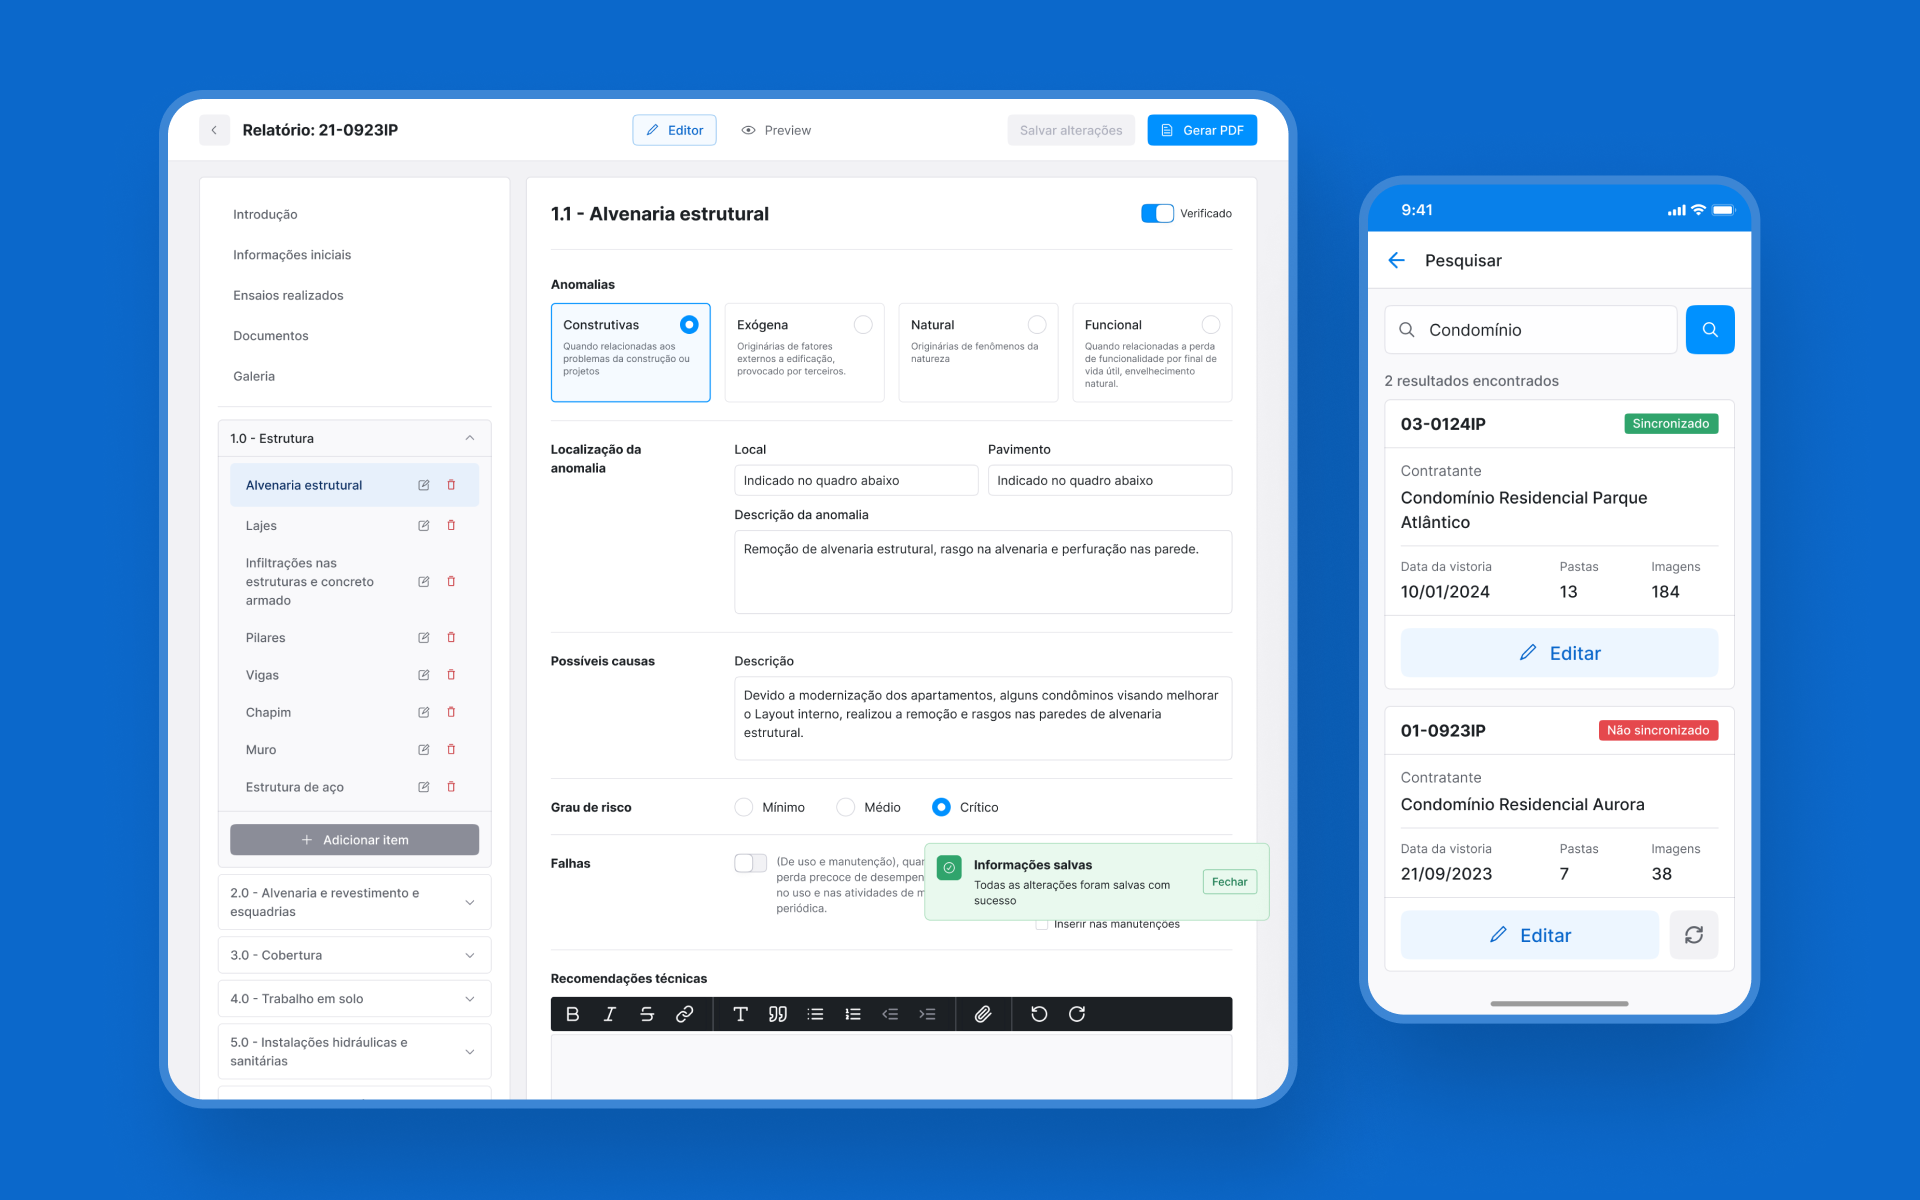 Relatório: 21-0923IP
Editor
Preview
Salvar alterações
Gerar PDF
Introdução
Informações iniciais
Ensaios realizados
Documentos
Galeria
1.0 - Estrutura
Alvenaria estrutural
Lajes
Infiltrações nas
estruturas e concreto
armado
Pilares
Vigas
Chapim
Muro
Estrutura de aço
Adicionar item
2.0 - Alvenaria e revestimento e
esquadrias
3.0 - Cobertura
4.0 - Trabalho em solo
5.0 - Instalações hidráulicas e
sanitárias
1.1 - Alvenaria estrutural
Verificado
Anomalias
Construtivas
Quando relacionadas aos
problemas da construção ou
projetos
Exógena
Originárias de fatores
externos a edificação,
provocado por terceiros.
Natural
Originárias de fenômenos da
natureza
Funcional
Quando relacionadas a perda
de funcionalidade por final de
vida útil, envelhecimento
natural.
Localização da
anomalia
Local
Indicado no quadro abaixo
Pavimento
Indicado no quadro abaixo
Descrição da anomalia
Remoção de alvenaria estrutural, rasgo na alvenaria e perfuração nas parede.
Possíveis causas
Descrição
Devido a modernização dos apartamentos, alguns condôminos visando melhorar
o Layout interno, realizou a remoção e rasgos nas paredes de alvenaria
estrutural.
Grau de risco
Mínimo
Médio
Crítico
Falhas
(De uso e manutenção), qua
perda precoce de desempen
no uso e nas atividades de m
periódica.
Informações salvas
Todas as alterações foram salvas com
sucesso
Fechar
Inserir nas manutenções
Recomendações técnicas
9:41
Pesquisar
Condomínio
2 resultados encontrados
03-0124IP
Sincronizado
Contratante
Condomínio Residencial Parque
Atlântico
Data da vistoria
Pastas
Imagens
10/01/2024
13
184
Editar
01-0923IP
Não sincronizado
Contratante
Condomínio Residencial Aurora
Data da vistoria
Pastas
Imagens
21/09/2023
7
38
Editar